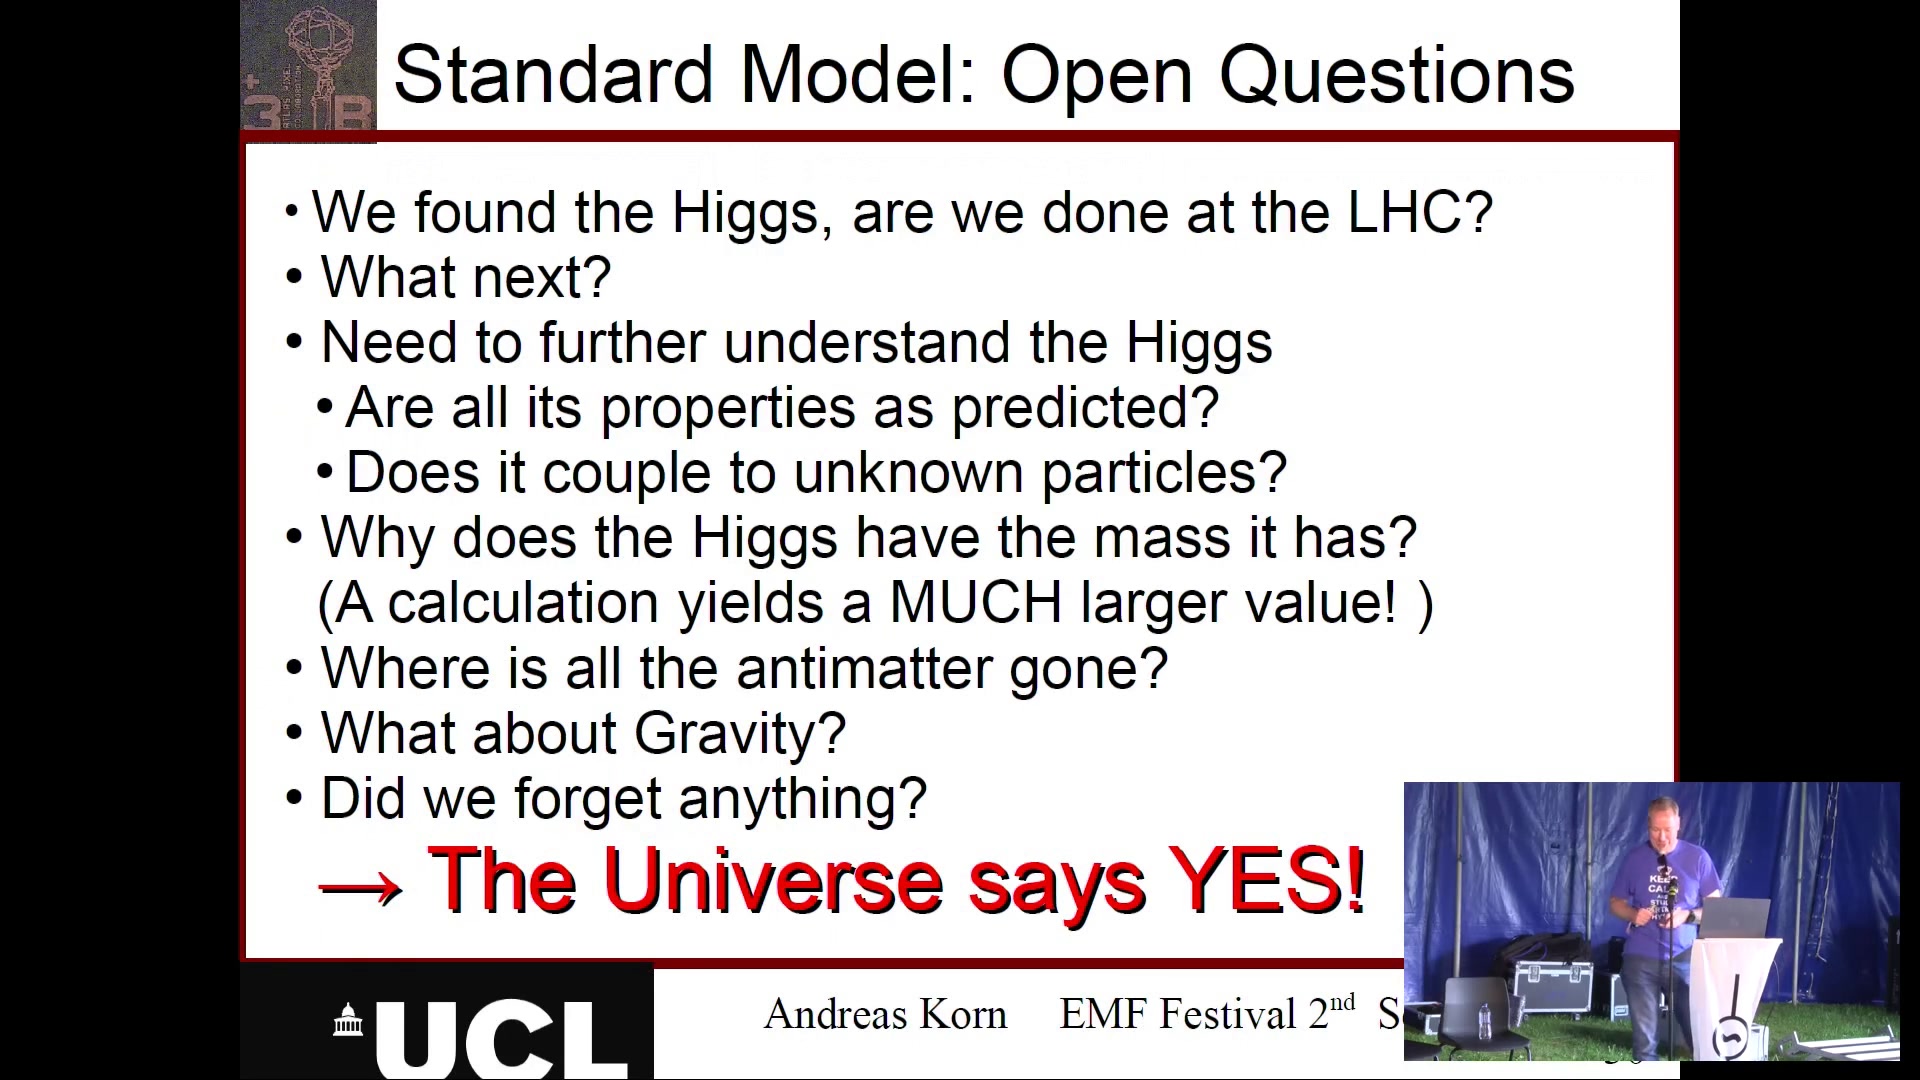 Standard Model: Open Questions
• We found the Higgs, are we done at the LHC?
• What next?
• Need to further understand the Higgs
• Are all its properties as predicted?
• Does it couple to unknown particles?
• Why does the Higgs have the mass it has?
(A calculation yields a MUCH larger value! )
• Where is all the antimatter gone?
• What about Gravity?
• Did we forget anything?
→ The Universe says YES!
UCL
Andreas Korn EMF Festival 2nd
KEEP